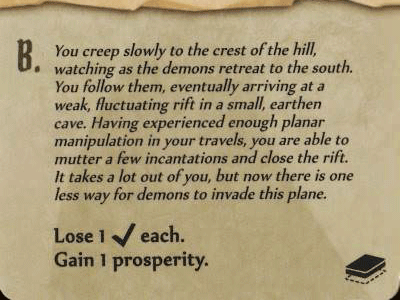 B. You creep slowly to the crest of the hill,
watching as the demons retreat to the south.
You follow them, eventually arriving at a
weak, fluctuating rift in a small, earthen
cave. Having experienced enough planar
manipulation in your travels, you are able to
mutter a few incantations and close the rift.
It takes a lot out of you, but now there is one
less way for demons to invade this plane.
Lose 1 ✓ each.
Gain 1 prosperity.